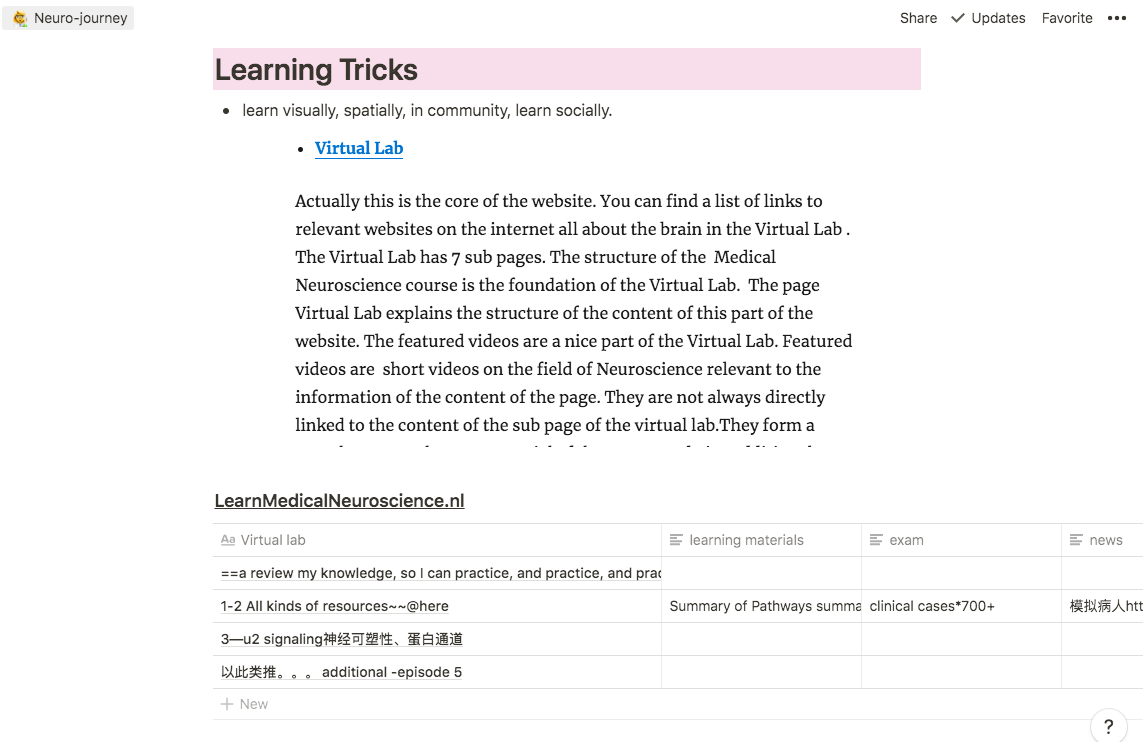 Neuro-journey
Share Updates Favorite •••
Learning Tricks
• learn visually, spatially, in community, learn socially.
• Virtual Lab
Actually this is the core of the website. You can find a list of links to
relevant websites on the internet all about the brain in the Virtual Lab .
The Virtual Lab has 7 sub pages. The structure of the  Medical
Neuroscience course is the foundation of the Virtual Lab.  The page
Virtual Lab explains the structure of the content of this part of the
website. The featured videos are a nice part of the Virtual Lab. Featured
videos are  short videos on the field of Neuroscience relevant to the
information of the content of the page. They are not always directly
linked to the content of the sub page of the virtual lab.They form a
LearnMedicalNeuroscience.nl
Aa Virtual lab learning materials exam news
==a review my knowledge, so I can practice, and practice, and prac
1-2 All kinds of resources~~@here Summary of Pathways summa clinical cases*700+ 模拟病人htt
3—u2 signaling神经可塑性、蛋白通道
以此类推。。。 additional -episode 5
+ New
?